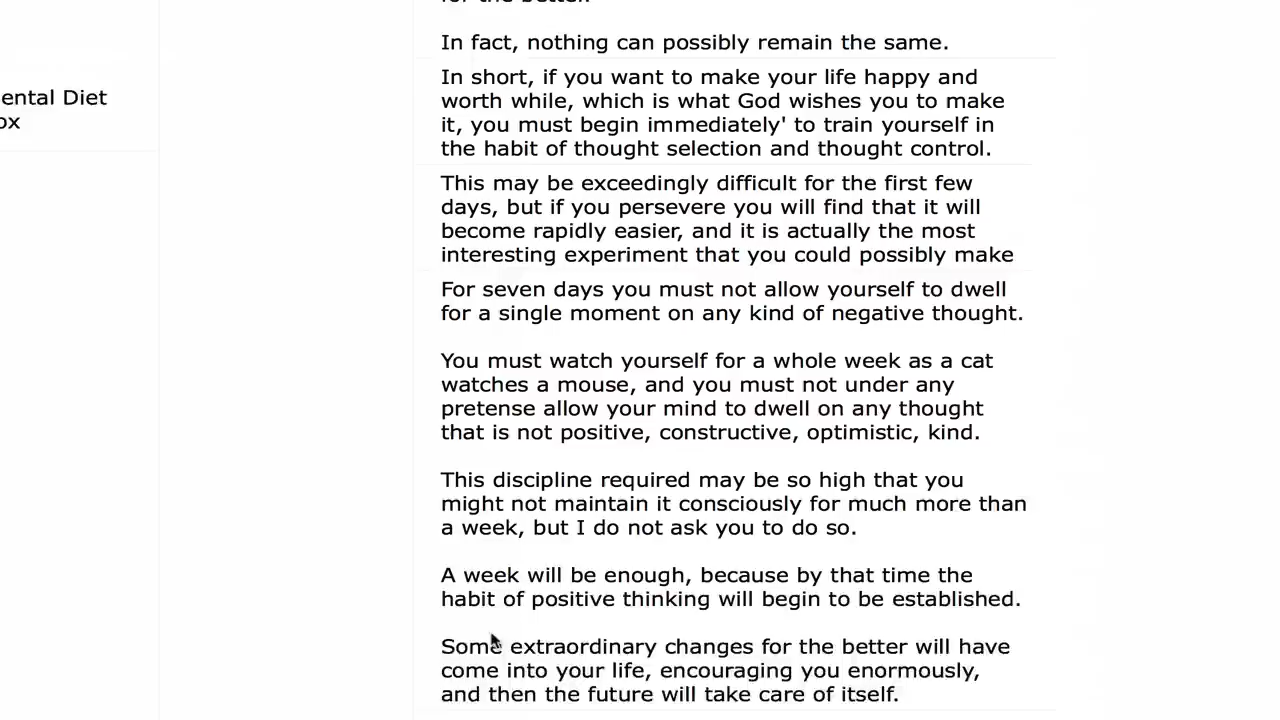 for the better.
In fact, nothing can possibly remain the same.
In short, if you want to make your life happy and
worth while, which is what God wishes you to make
it, you must begin immediately' to train yourself in
the habit of thought selection and thought control.
This may be exceedingly difficult for the first few
days, but if you persevere you will find that it will
become rapidly easier, and it is actually the most
interesting experiment that you could possibly make
For seven days you must not allow yourself to dwell
for a single moment on any kind of negative thought.
You must watch yourself for a whole week as a cat
watches a mouse, and you must not under any
pretense allow your mind to dwell on any thought
that is not positive, constructive, optimistic, kind.
This discipline required may be so high that you
might not maintain it consciously for much more than
a week, but I do not ask you to do so.
A week will be enough, because by that time the
habit of positive thinking will begin to be established.
Some extraordinary changes for the better will have
come into your life, encouraging you enormously,
and then the future will take care of itself.
ental Diet
ox